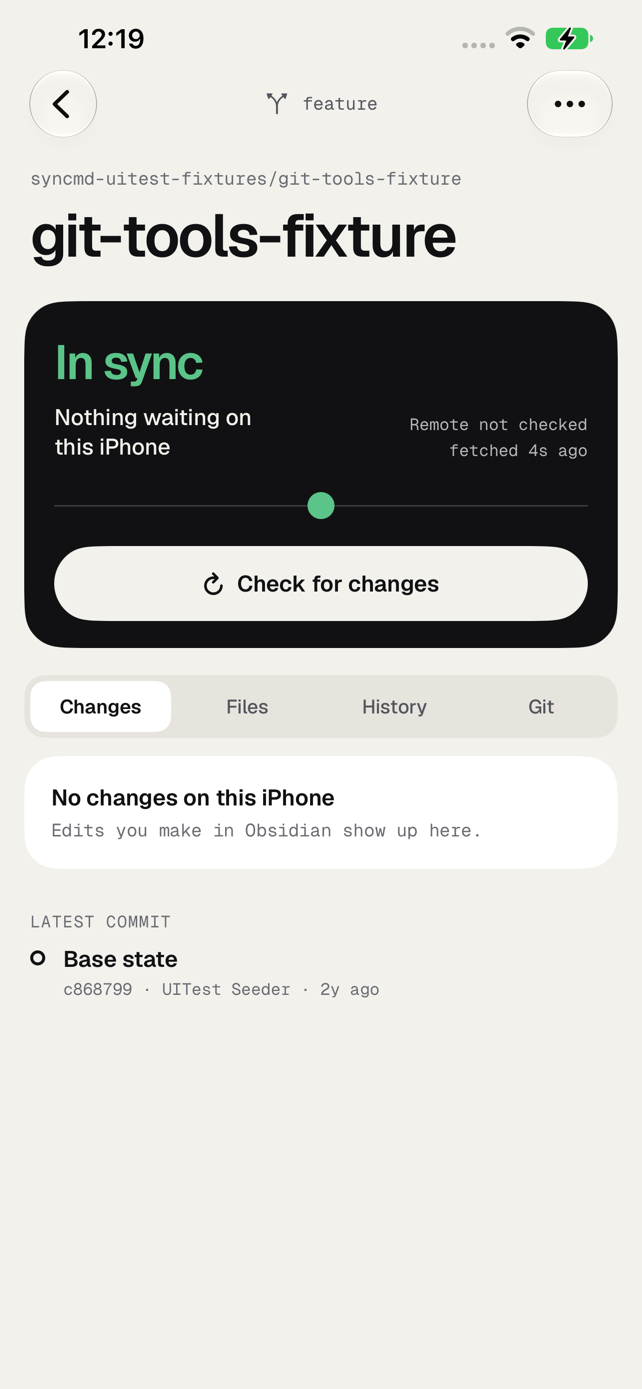 12:19
feature
syncmd-uitest-fixtures/git-tools-fixture
git-tools-fixture
In sync
Nothing waiting on
this iPhone
Remote not checked
fetched 4s ago
Check for changes
Changes
Files
History
Git
No changes on this iPhone
Edits you make in Obsidian show up here.
LATEST COMMIT
Base state
c868799 · UITest Seeder · 2y ago